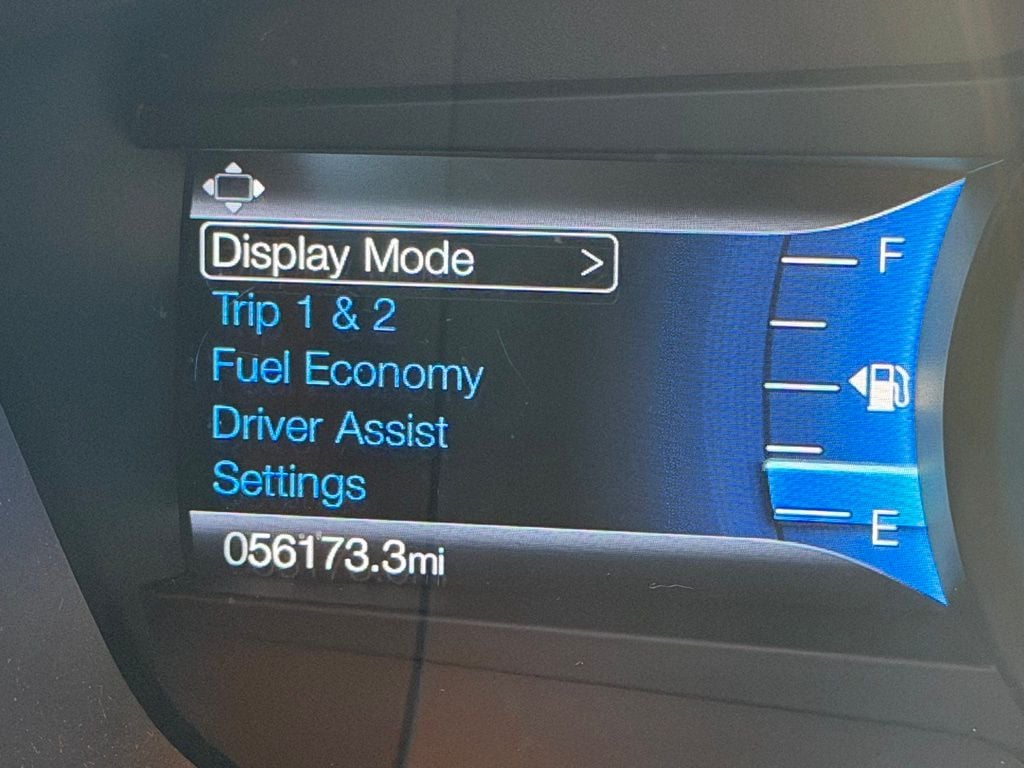 Display Mode >
Trip 1 & 2
Fuel Economy
Driver Assist
Settings
056173.3mi
F
E